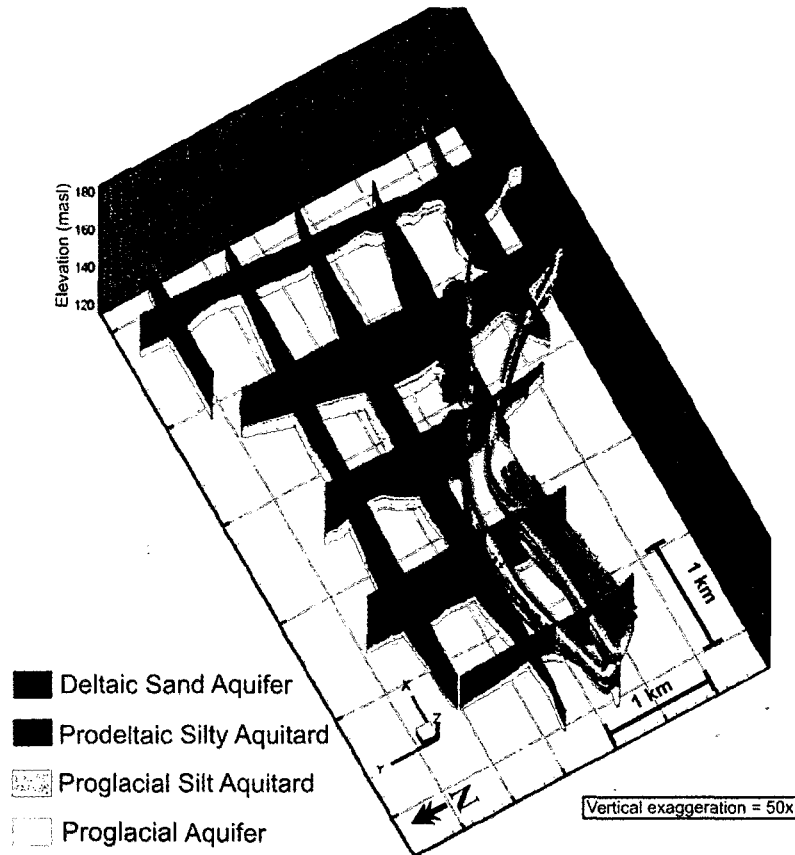 180
160
140
120
Elevation (masl)
1 km
1 km
Deltaic Sand Aquifer
Prodeltaic Silty Aquitard
Proglacial Silt Aquitard
Proglacial Aquifer
X
Z
Y
N
Vertical exaggeration = 50x